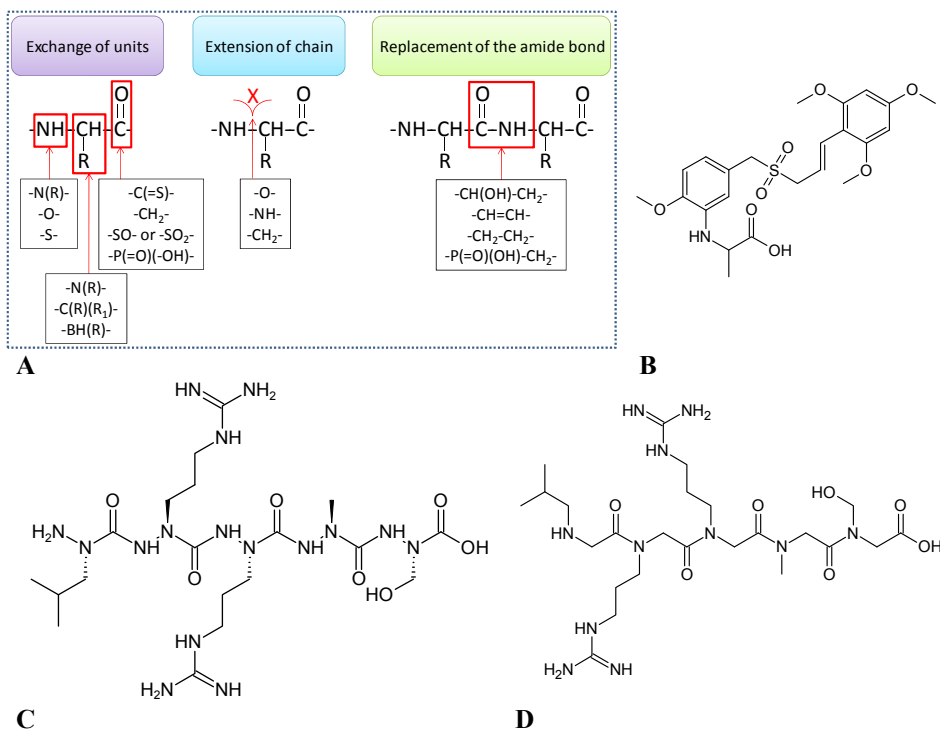 Exchange of units
Extension of chain
Replacement of the amide bond
O
-NH-CH-C-
R
X
O
-NH-CH-C-
R
O
O
-NH-CH-C-NH-CH-C-
R
R
-N(R)-
-O-
-S-
-C(=S)-
-CH₂-
-SO- or -SO₂-
-P(=O)(-OH)-
-N(R)-
-C(R)(R₁)-
-BH(R)-
-O-
-NH-
-CH₂-
-CH(OH)-CH₂-
-CH=CH-
-CH₂-CH₂-
-P(=O)(OH)-CH₂-
A
O
O
O
O
S
O
O
O
HN
O
OH
B
HN
NH₂
NH
H₂N
N
O
NH
N
O
NH
N
O
NH
N
O
NH
N
O
OH
HO
HN
H₂N
NH
C
HN
NH₂
HN
HN
O
N
O
N
O
N
O
N
HO
O
OH
HN
H₂N
NH
D